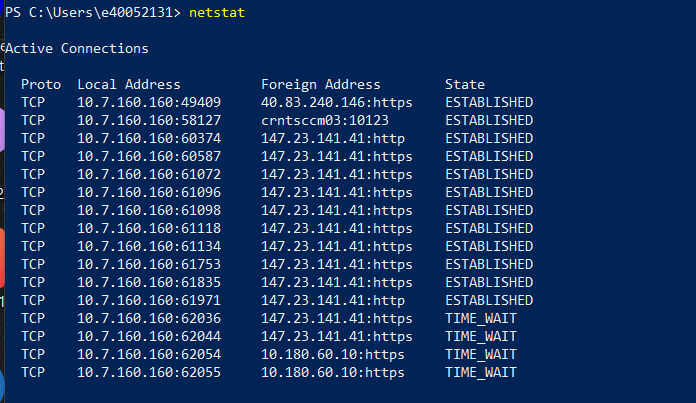 PS C:\Users\e40052131> netstat
Active Connections
Proto Local Address Foreign Address State
TCP 10.7.160.160:49409 40.83.240.146:https ESTABLISHED
TCP 10.7.160.160:58127 crntsccm03:10123 ESTABLISHED
TCP 10.7.160.160:60374 147.23.141.41:http ESTABLISHED
TCP 10.7.160.160:60587 147.23.141.41:https ESTABLISHED
TCP 10.7.160.160:61072 147.23.141.41:https ESTABLISHED
TCP 10.7.160.160:61096 147.23.141.41:https ESTABLISHED
TCP 10.7.160.160:61098 147.23.141.41:https ESTABLISHED
TCP 10.7.160.160:61118 147.23.141.41:https ESTABLISHED
TCP 10.7.160.160:61134 147.23.141.41:https ESTABLISHED
TCP 10.7.160.160:61753 147.23.141.41:https ESTABLISHED
TCP 10.7.160.160:61835 147.23.141.41:https ESTABLISHED
TCP 10.7.160.160:61971 147.23.141.41:http ESTABLISHED
TCP 10.7.160.160:62036 147.23.141.41:https TIME_WAIT
TCP 10.7.160.160:62044 147.23.141.41:https TIME_WAIT
TCP 10.7.160.160:62054 10.180.60.10:https TIME_WAIT
TCP 10.7.160.160:62055 10.180.60.10:https TIME_WAIT